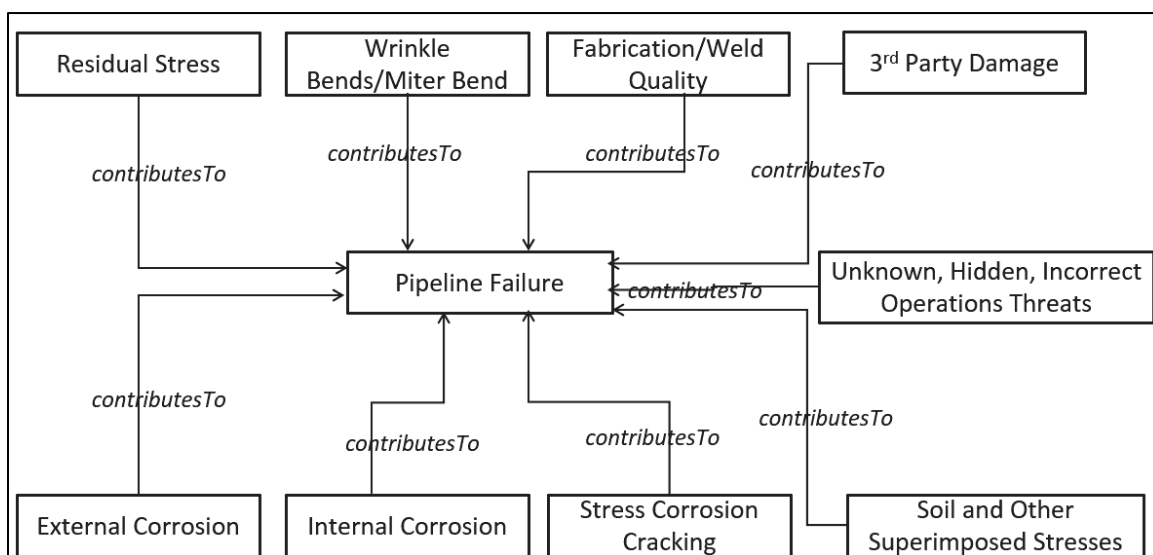 Residual Stress
Wrinkle
Bends/Miter Bend
Fabrication/Weld
Quality
3rd Party Damage
contributesTo
contributesTo
contributesTo
contributesTo
Pipeline Failure
Unknown, Hidden, Incorrect
Operations Threats
contributesTo
contributesTo
contributesTo
contributesTo
contributesTo
External Corrosion
Internal Corrosion
Stress Corrosion
Cracking
Soil and Other
Superimposed Stresses